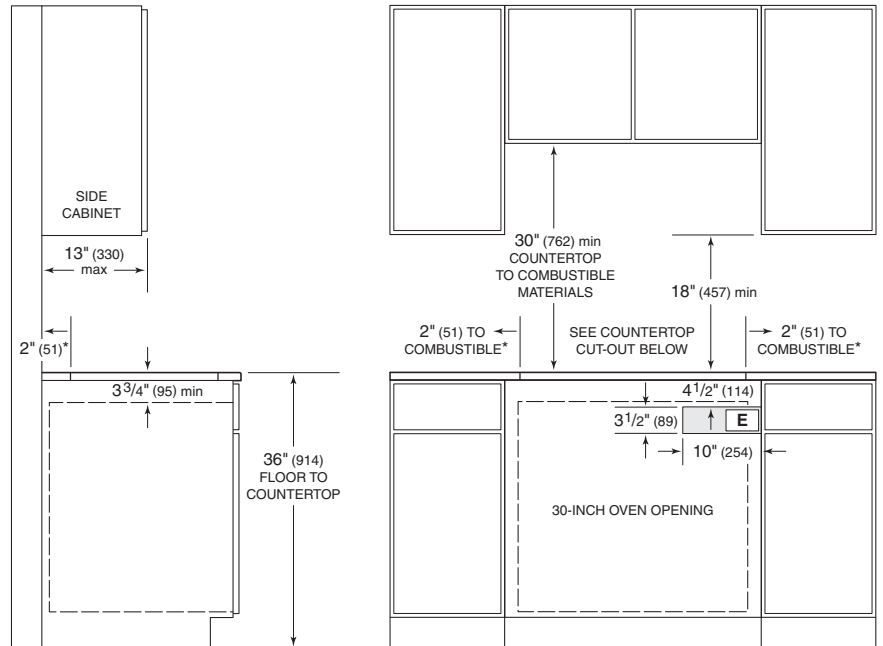 SIDE
CABINET
13" (330)
max
2" (51)*
3 3/4" (95) min
36" (914)
FLOOR TO
COUNTERTOP
30" (762) min
COUNTERTOP
TO COMBUSTIBLE
MATERIALS
18" (457) min
2" (51) TO
COMBUSTIBLE*
SEE COUNTERTOP
CUT-OUT BELOW
2" (51) TO
COMBUSTIBLE*
4 1/2" (114)
3 1/2" (89)
E
10" (254)
30-INCH OVEN OPENING